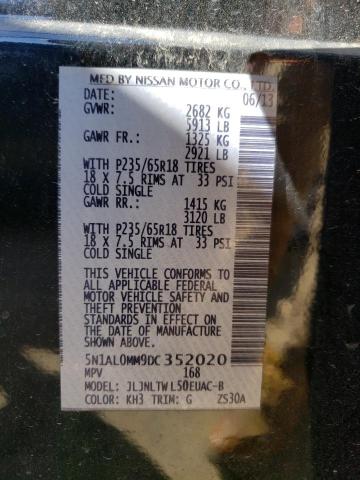 MFD BY NISSAN MOTOR CO., LTD.
DATE: 06/13
GVWR: 2682 KG
5913 LB
GAWR FR.: 1325 KG
2921 LB
WITH P235/65R18 TIRES
18 X 7.5 RIMS AT 33 PSI
COLD SINGLE
GAWR RR.: 1415 KG
3120 LB
WITH P235/65R18 TIRES
18 X 7.5 RIMS AT 33 PSI
COLD SINGLE
THIS VEHICLE CONFORMS TO
ALL APPLICABLE FEDERAL
MOTOR VEHICLE SAFETY,
BUMPER, AND THEFT PREVENTION
STANDARDS IN EFFECT ON
THE DATE OF MANUFACTURE
SHOWN ABOVE.
5N1AL0MM9DC352020
MPV 168
MODEL: JLJNLTWL50EUAC-B
COLOR: KH3 TRIM: G ZS30A